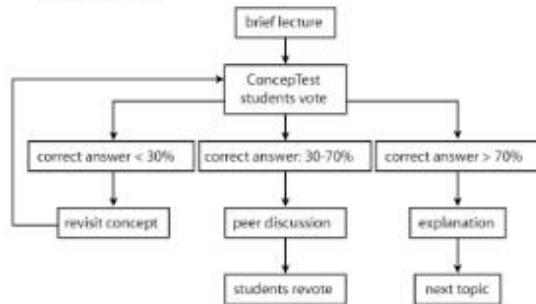 brief lecture
ConcepTest
students vote
correct answer < 30%
correct answer: 30-70%
correct answer > 70%
revisit concept
peer discussion
explanation
students revote
next topic